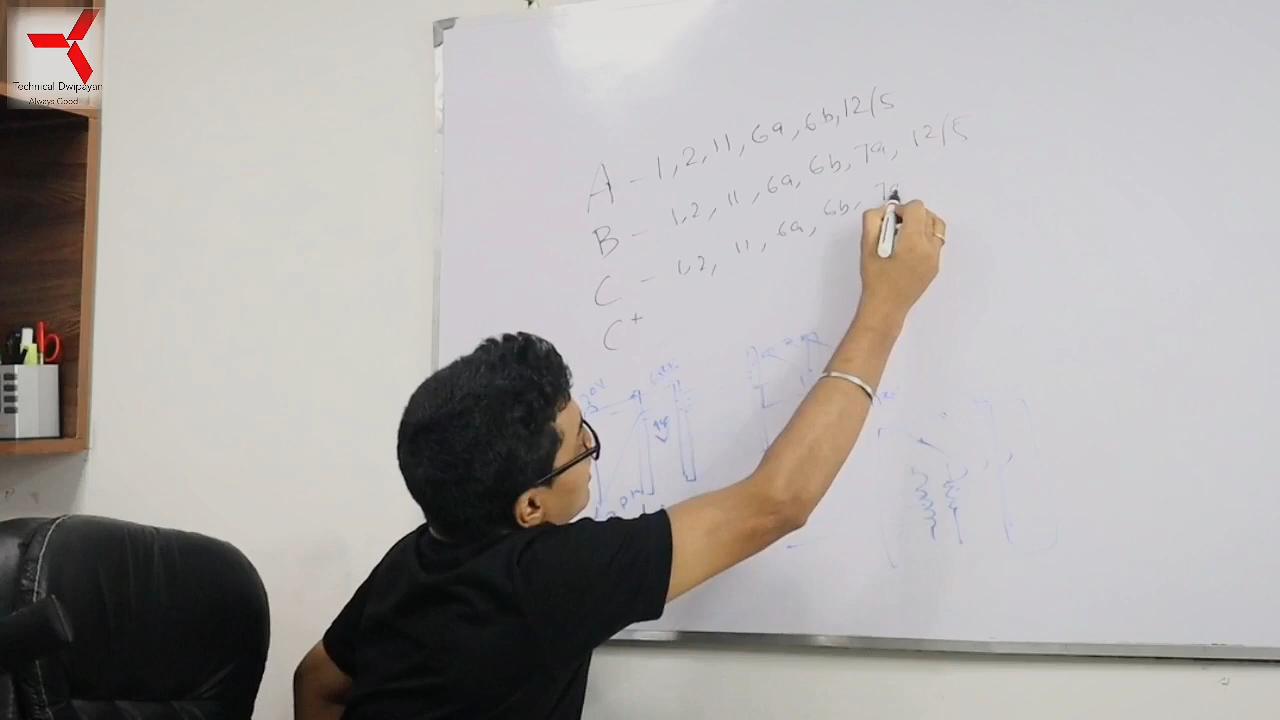 Technical Dwipayan
Always Good
A - 1, 2, 11, 6a, 6b, 12/5
B - 1, 2, 11, 6a, 6b, 7a, 12/5
C - 1, 2, 11, 6a, 6b, 7a
C+